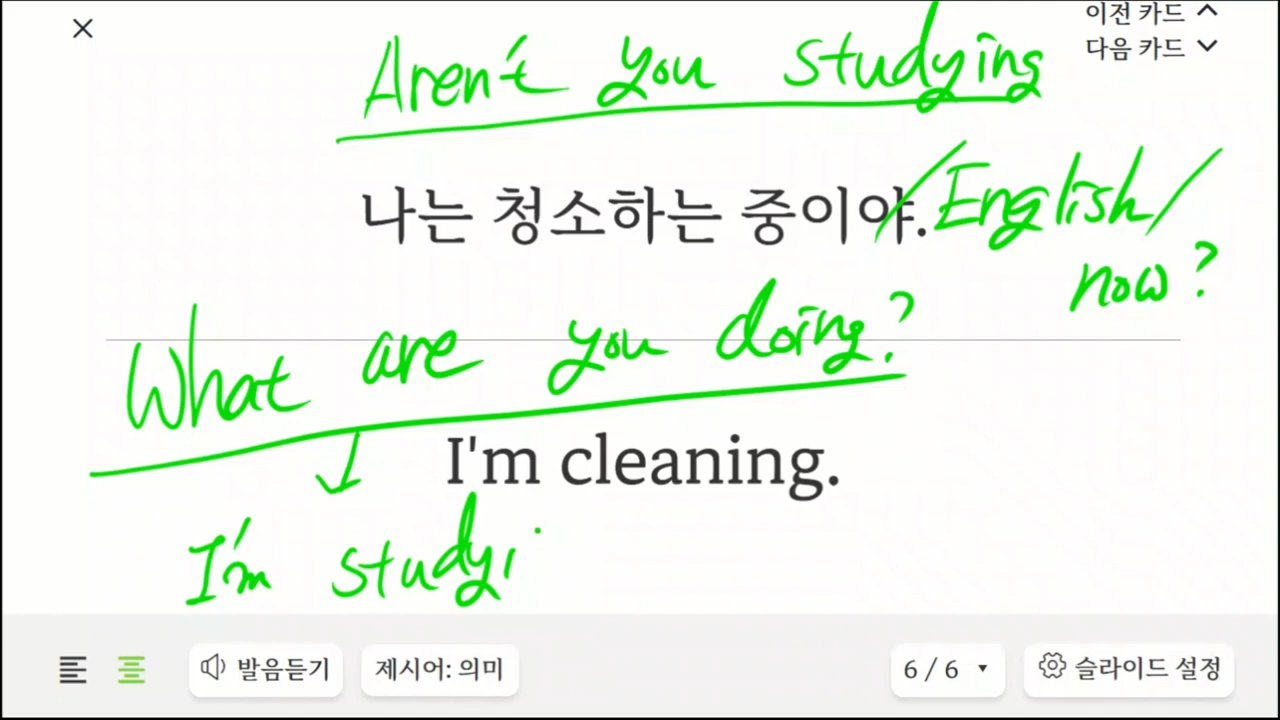 이전 카드
다음 카드
Aren't you studying
나는 청소하는 중이야.
/English/
now?
What are you doing?
I'm cleaning.
I'm studyi
발음듣기
제시어: 의미
6 / 6
슬라이드 설정